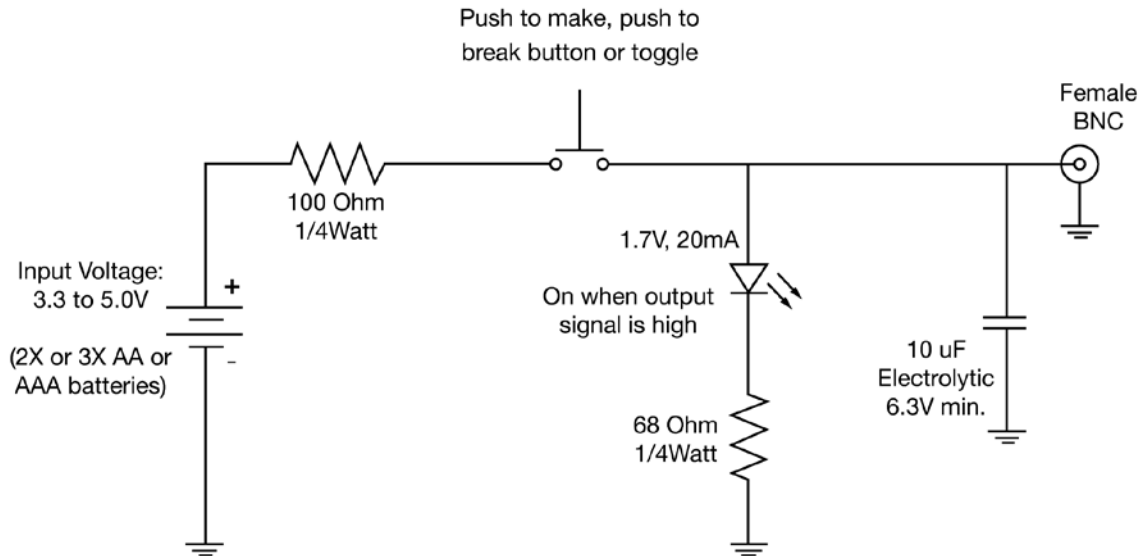 Push to make, push to
break button or toggle
Female
BNC
100 Ohm
1/4Watt
1.7V, 20mA
Input Voltage:
3.3 to 5.0V
+
-
(2X or 3X AA or
AAA batteries)
On when output
signal is high
10 uF
Electrolytic
6.3V min.
68 Ohm
1/4Watt